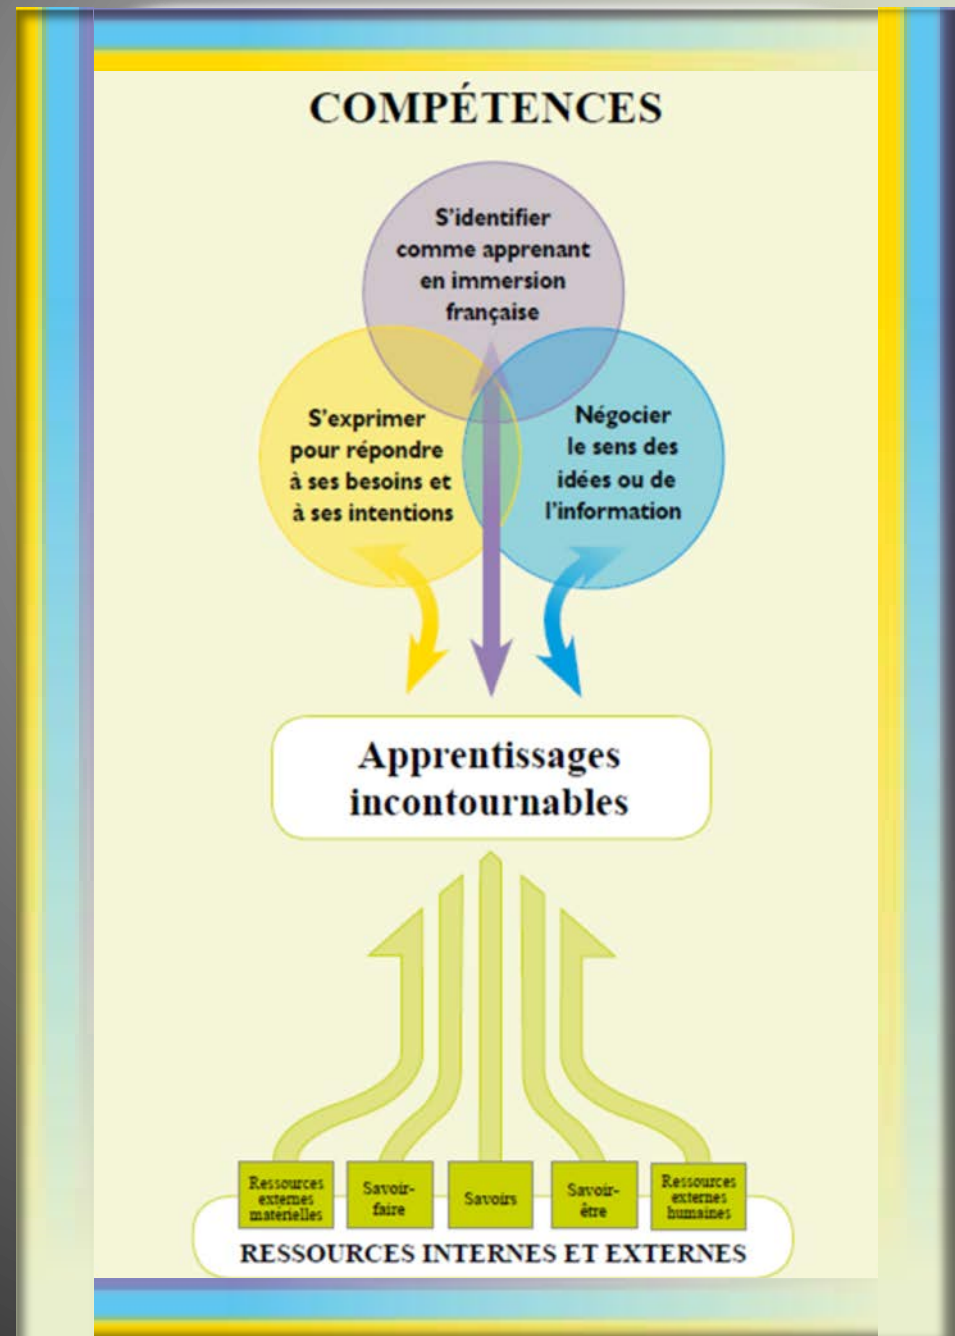 COMPÉTENCES
S'identifier
comme apprenant
en immersion
française
S'exprimer
pour répondre
à ses besoins et
à ses intentions
Négocier
le sens des
idées ou de
l'information
Apprentissages
incontournables
Ressources
externes
matérielles
Savoir-
faire
Savoirs
Savoir-
être
Ressources
externes
humaines
RESSOURCES INTERNES ET EXTERNES